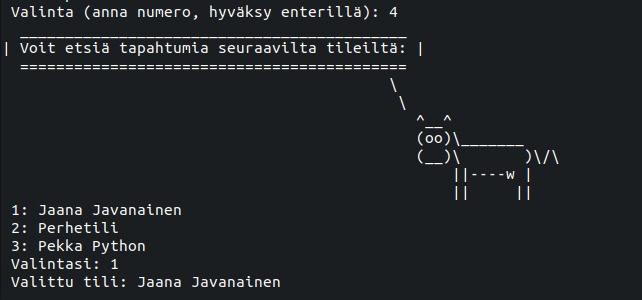 Valinta (anna numero, hyväksy enterillä): 4
  ___________________________________________
| Voit etsiä tapahtumia seuraavilta tileiltä: |
  ===========================================
                                           \
                                            \
                                              ^__^
                                              (oo)\_______
                                              (__)\       )\/\
                                                  ||----w |
                                                  ||     ||
1: Jaana Javanainen
2: Perhetili
3: Pekka Python
Valintasi: 1
Valittu tili: Jaana Javanainen